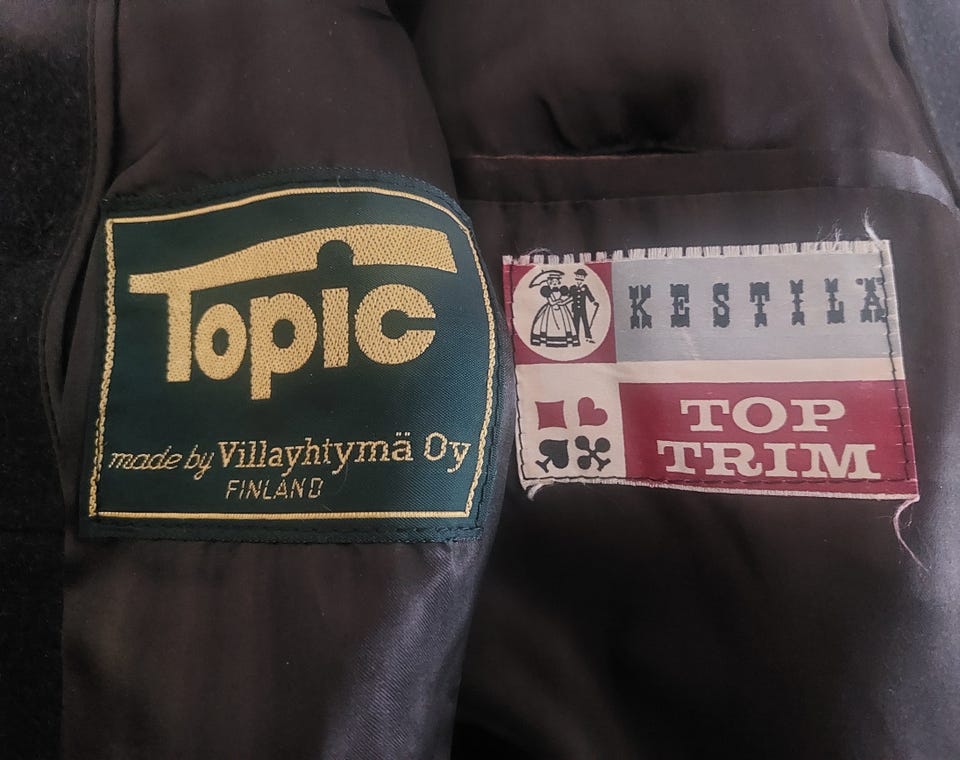 Topic
made by Villayhtymä Oy
FINLAND
KESTILÄ
TOP
TRIM